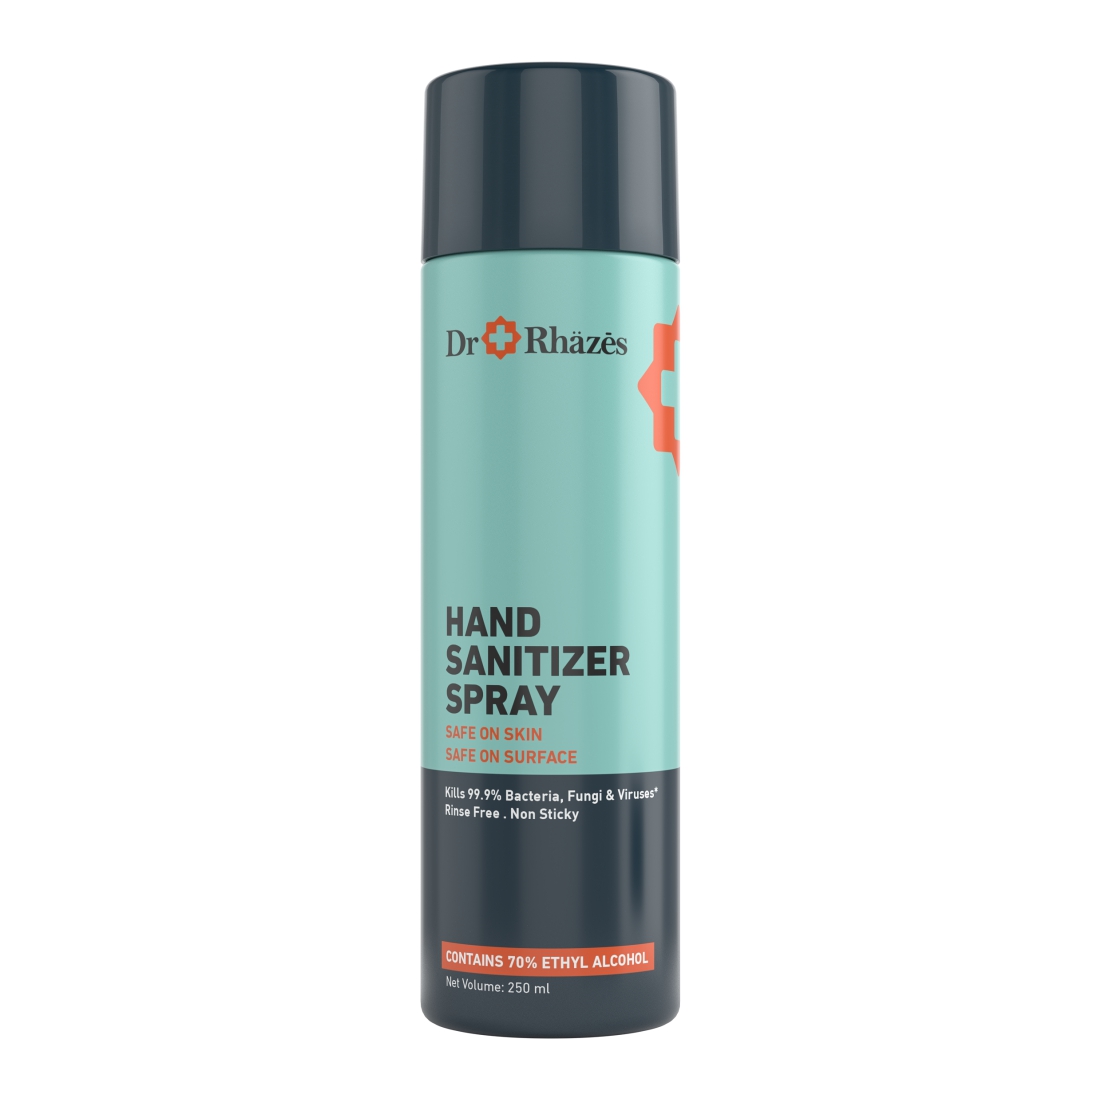 Dr Rhäzēs
HAND
SANITIZER
SPRAY
SAFE ON SKIN
SAFE ON SURFACE
Kills 99.9% Bacteria, Fungi & Viruses*
Rinse Free . Non Sticky
CONTAINS 70% ETHYL ALCOHOL
Net Volume: 250 ml